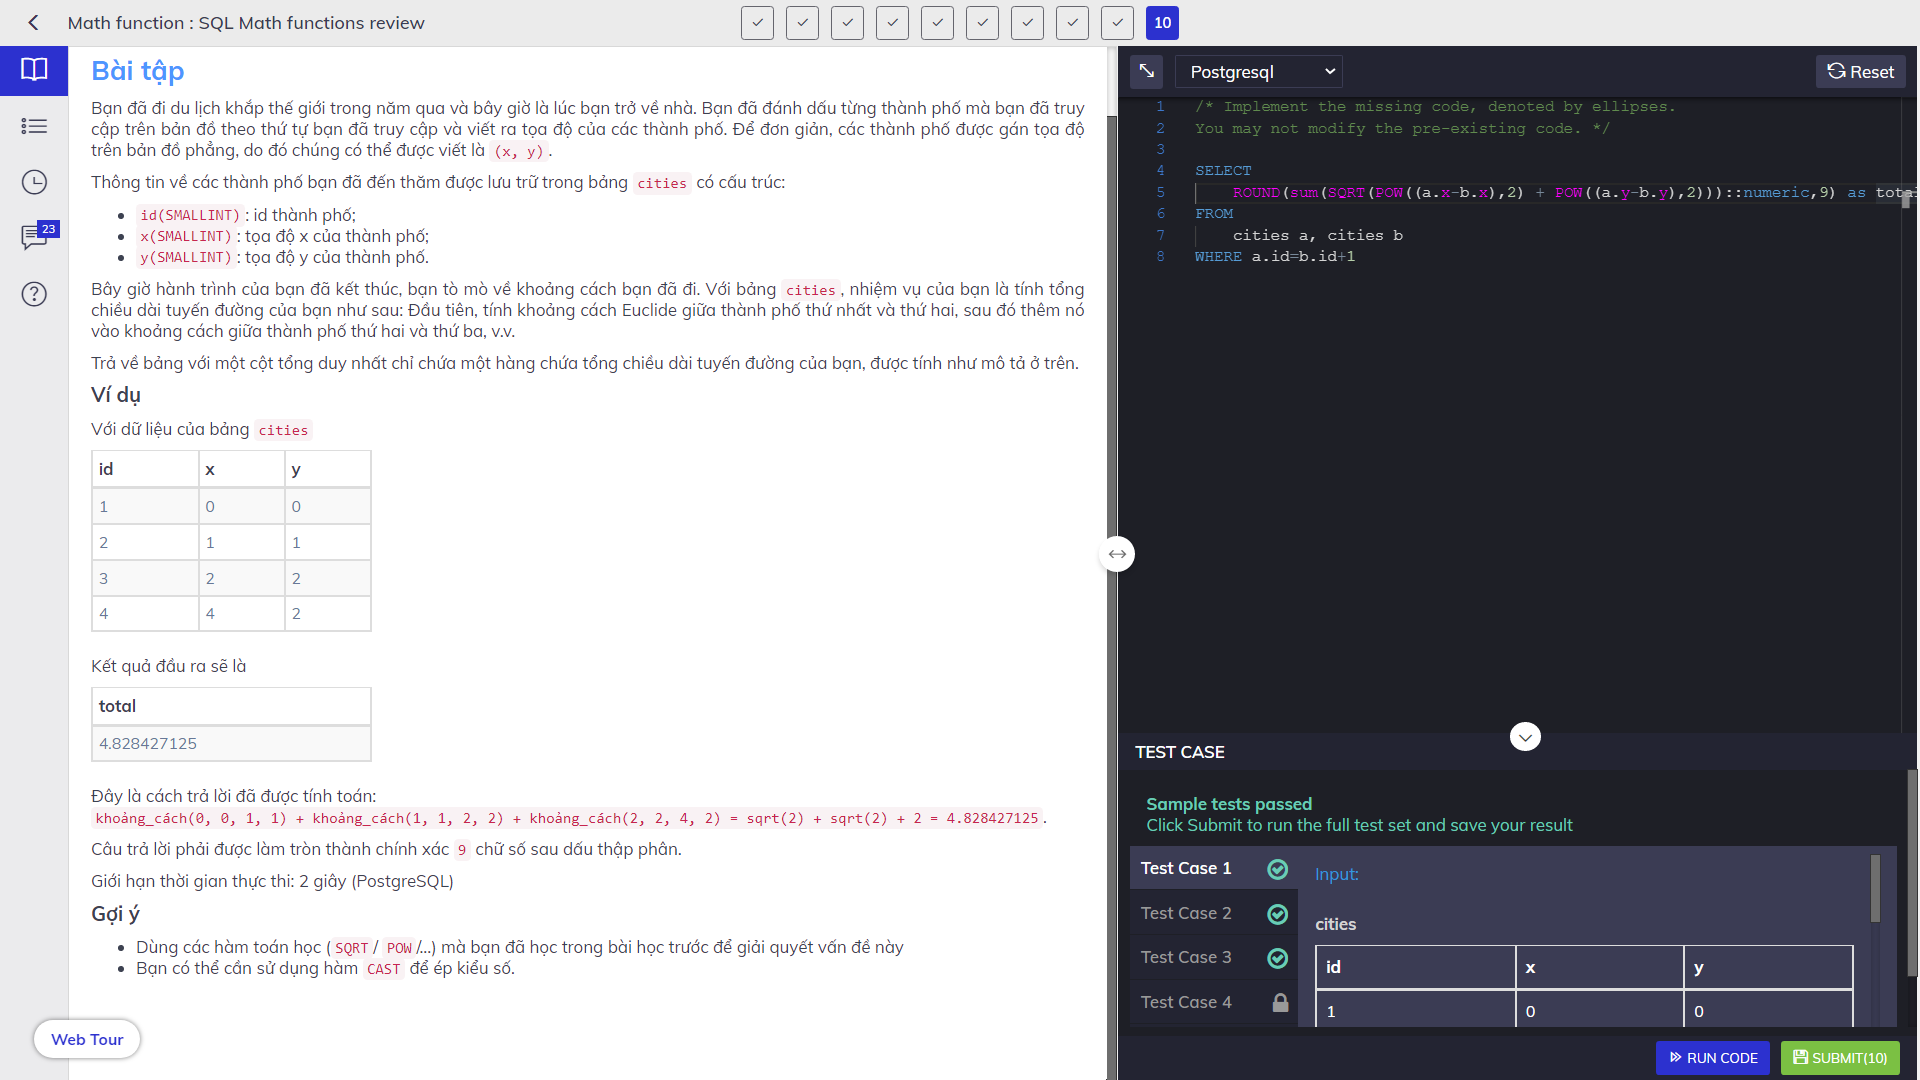 Math function : SQL Math functions review
10
Bài tập
Bạn đã đi du lịch khắp thế giới trong năm qua và bây giờ là lúc bạn trở về nhà. Bạn đã đánh dấu từng thành phố mà bạn đã truy
cập trên bản đồ theo thứ tự bạn đã truy cập và viết ra tọa độ của các thành phố. Để đơn giản, các thành phố được gán tọa độ
trên bản đồ phẳng, do đó chúng có thể được viết là (x, y).
Thông tin về các thành phố bạn đã đến thăm được lưu trữ trong bảng cities có cấu trúc:
id(SMALLINT): id thành phố;
x(SMALLINT): tọa độ x của thành phố;
y(SMALLINT): tọa độ y của thành phố.
23
Bây giờ hành trình của bạn đã kết thúc, bạn tò mò về khoảng cách bạn đã đi. Với bảng cities, nhiệm vụ của bạn là tính tổng
chiều dài tuyến đường của bạn như sau: Đầu tiên, tính khoảng cách Euclide giữa thành phố thứ nhất và thứ hai, sau đó thêm nó
vào khoảng cách giữa thành phố thứ hai và thứ ba, v.v.
Trả về bảng với một cột tổng duy nhất chỉ chứa một hàng chứa tổng chiều dài tuyến đường của bạn, được tính như mô tả ở trên.
Ví dụ
Với dữ liệu của bảng cities
id x y
1 0 0
2 1 1
3 2 2
4 4 2
Kết quả đầu ra sẽ là
total
4.828427125
Đây là cách trả lời đã được tính toán:
khoảng_cách(0, 0, 1, 1) + khoảng_cách(1, 1, 2, 2) + khoảng_cách(2, 2, 4, 2) = sqrt(2) + sqrt(2) + 2 = 4.828427125.
Câu trả lời phải được làm tròn thành chính xác 9 chữ số sau dấu thập phân.
Giới hạn thời gian thực thi: 2 giây (PostgreSQL)
Gợi ý
Dùng các hàm toán học (SQRT/ POW/...) mà bạn đã học trong bài học trước để giải quyết vấn đề này
Bạn có thể cần sử dụng hàm CAST để ép kiểu số.
Web Tour
Postgresql
Reset
1 /* Implement the missing code, denoted by ellipses.
2 You may not modify the pre-existing code. */
3
4 SELECT
5 ROUND(sum(SQRT(POW((a.x-b.x),2) + POW((a.y-b.y),2)))::numeric,9) as total
6 FROM
7 cities a, cities b
8 WHERE a.id=b.id+1
TEST CASE
Sample tests passed
Click Submit to run the full test set and save your result
Test Case 1
Test Case 2
Test Case 3
Test Case 4
Input:
cities
id x y
1 0 0
RUN CODE
SUBMIT(10)